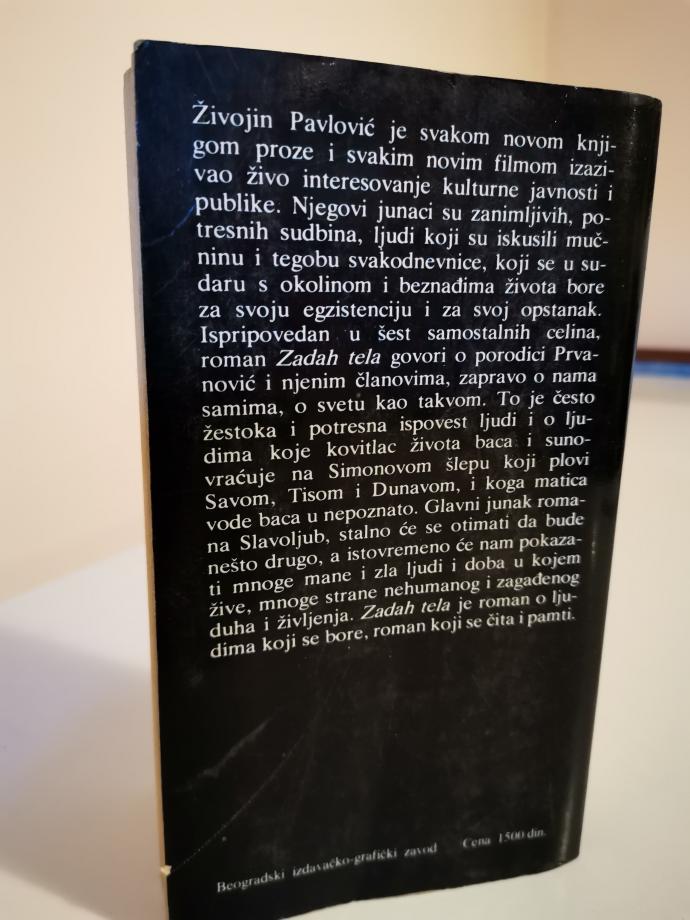 Živojin Pavlović je svakom novom knji-
gom proze i svakim novim filmom izazi-
vao živo interesovanje kulturne javnosti i
publike. Njegovi junaci su zanimljivih, po-
tresnih sudbina, ljudi koji su iskusili muč-
ninu i tegobu svakodnevnice, koji se u su-
daru s okolinom i beznađima života bore
za svoju egzistenciju i za svoj opstanak.
Ispripovedan u šest samostalnih celina,
roman Zadah tela govori o porodici Prva-
nović i njenim članovima, zapravo o nama
samima, o svetu kao takvom. To je često
žestoka i potresna ispovest ljudi i o lju-
dima koje kovitlac života baca i suno-
vraćuje na Simonovom šlepu koji plovi
Savom, Tisom i Dunavom, i koga matica
vode baca u nepoznato. Glavni junak roma-
na Slavoljub, stalno će se otimati da bude
nešto drugo, a istovremeno će nam pokaza-
ti mnoge mane i zla ljudi i doba u kojem
žive, mnoge strane nehumanog i zagađenog
duha i življenja. Zadah tela je roman o lju-
dima koji se bore, roman koji se čita i pamti.
Beogradski izdavačko-grafički zavod Cena 1500 din.